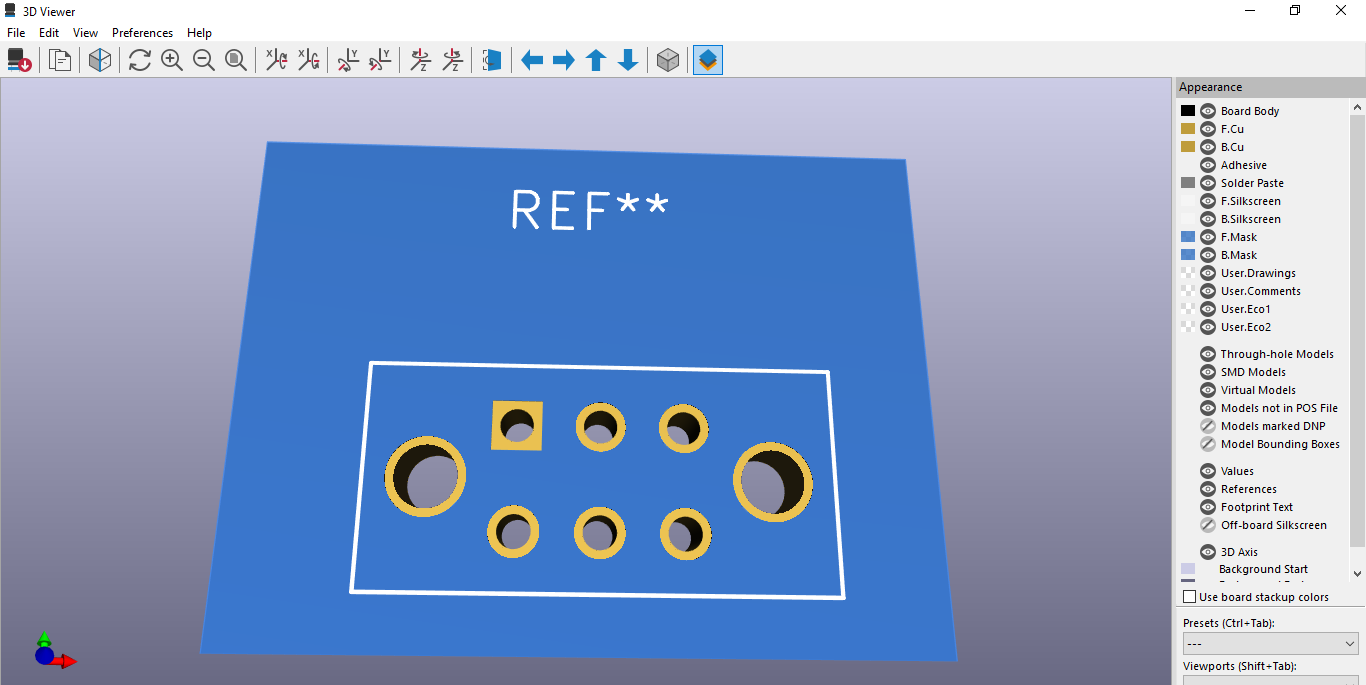 3D Viewer
File Edit View Preferences Help
X X Y Y Z Z
Appearance
Board Body
F.Cu
B.Cu
Adhesive
Solder Paste
F.Silkscreen
B.Silkscreen
F.Mask
B.Mask
User.Drawings
User.Comments
User.Eco1
User.Eco2
Through-hole Models
SMD Models
Virtual Models
Models not in POS File
Models marked DNP
Model Bounding Boxes
Values
References
Footprint Text
Off-board Silkscreen
3D Axis
Background Start
Use board stackup colors
Presets (Ctrl+Tab):
---
Viewports (Shift+Tab):
REF**